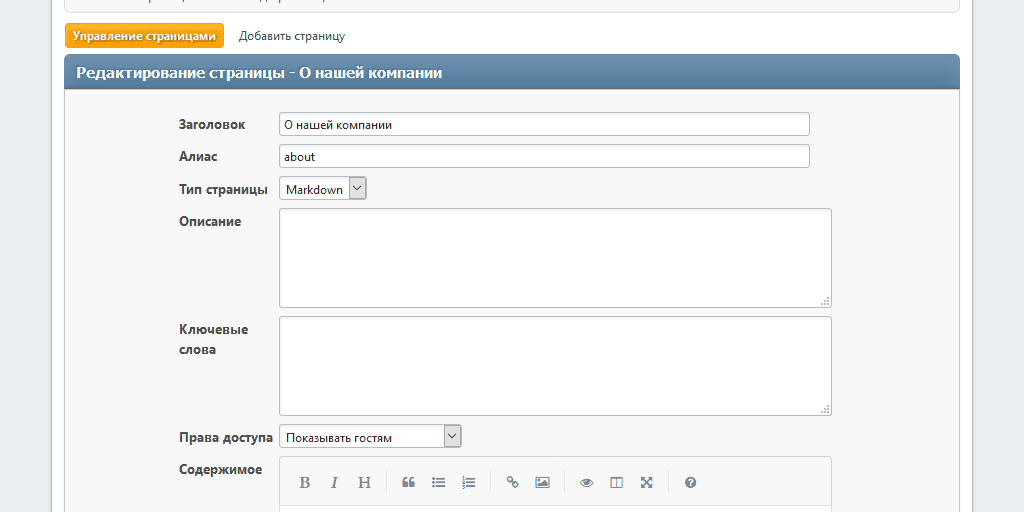 Управление страницами Добавить страницу
Редактирование страницы - О нашей компании
Заголовок О нашей компании
Алиас about
Тип страницы Markdown
Описание
Ключевые
слова
Права доступа Показывать гостям
Содержимое B I H